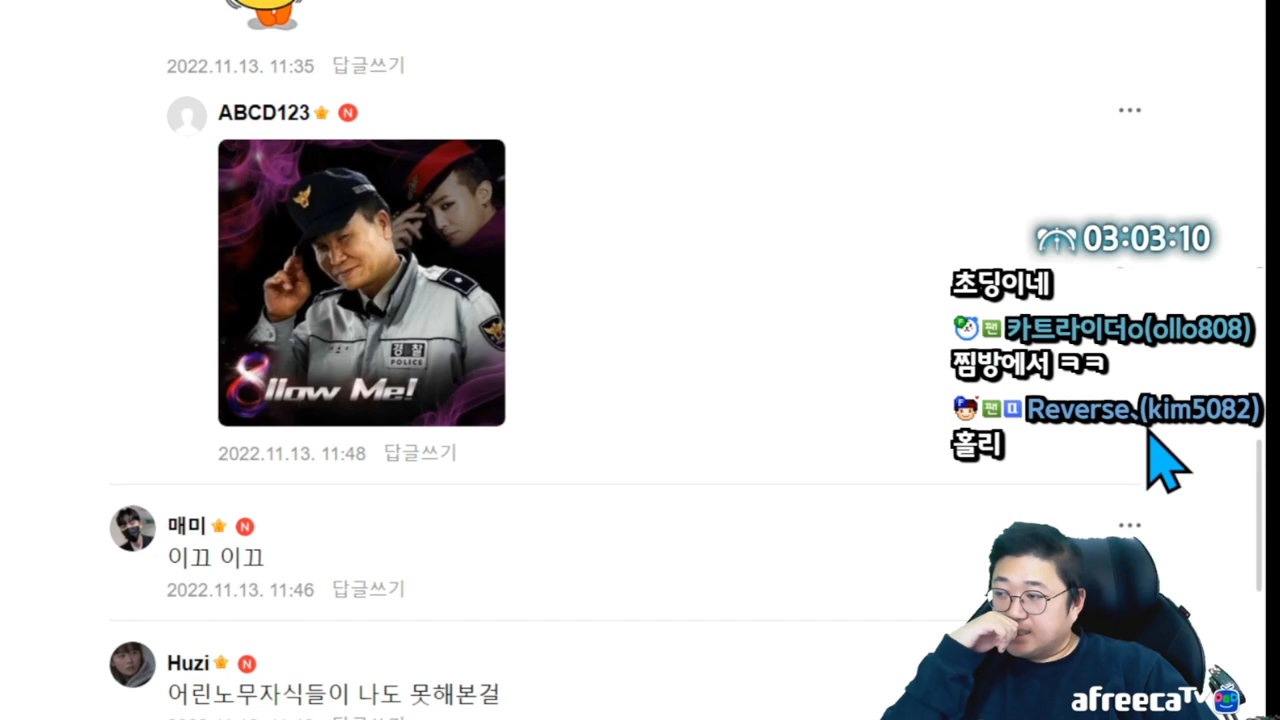 2022.11.13. 11:35 답글쓰기
ABCD123 N
경찰
POLICE
8llow Me!
2022.11.13. 11:48 답글쓰기
매미 N
이끄 이끄
2022.11.13. 11:46 답글쓰기
Huzi N
어린노무자식들이 나도 못해본걸
03:03:10
초딩이네
팬 카트라이더o(ollo808)
찜방에서 ㅋㅋ
팬 Reverse、(kim5082)
홀리
afreecaTV